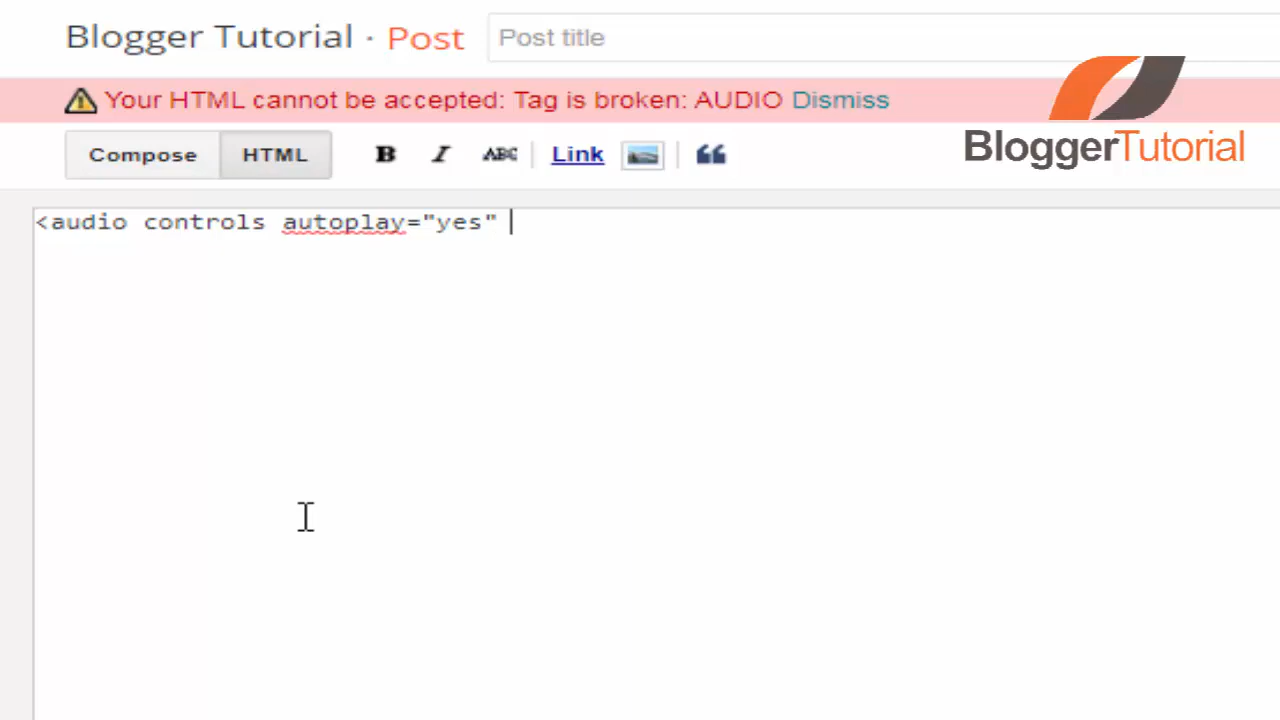 Blogger Tutorial · Post Post title
Your HTML cannot be accepted: Tag is broken: AUDIO Dismiss
BloggerTutorial
Compose HTML B I ABC Link
<audio controls autoplay="yes"